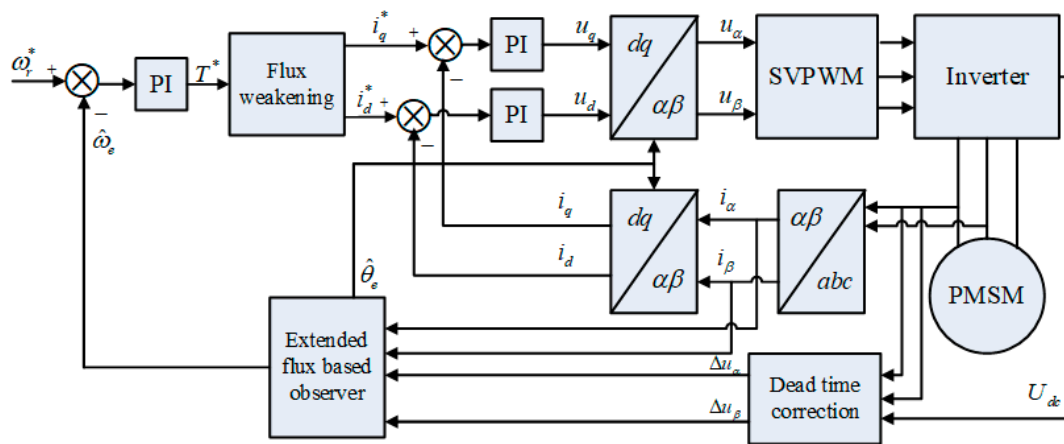 ω*r
+
−
ω̂e
PI
T*
Flux
weakening
i*q
+
−
i*d
+
−
PI
PI
uq
ud
dq
αβ
uα
uβ
SVPWM
Inverter
iq
id
dq
αβ
iα
iβ
αβ
abc
PMSM
θ̂e
Extended
flux based
observer
Δuα
Δuβ
Dead time
correction
Udc